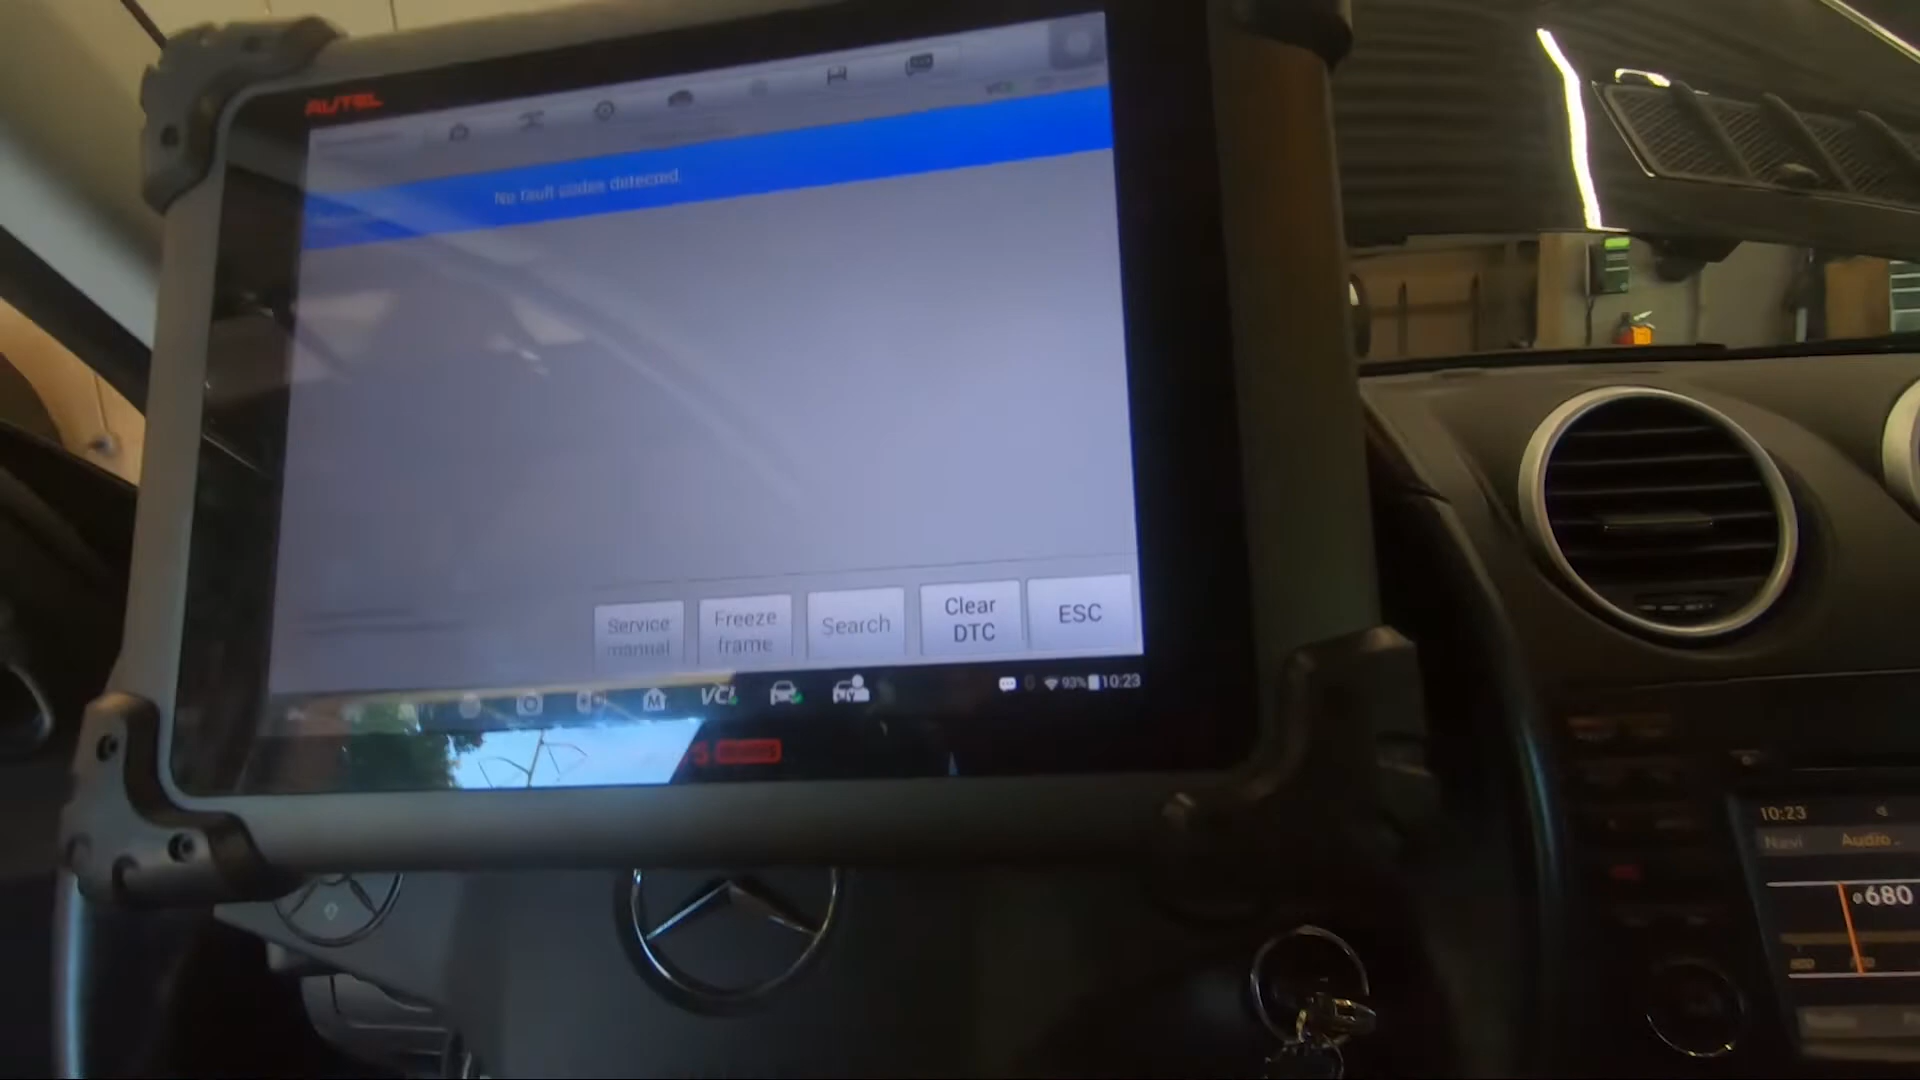 AUTEL
VCI
No fault codes detected.
Service
manual
Freeze
frame
Search
Clear
DTC
ESC
M
VCI
93% 10:23
10:23
Navi Audio
680